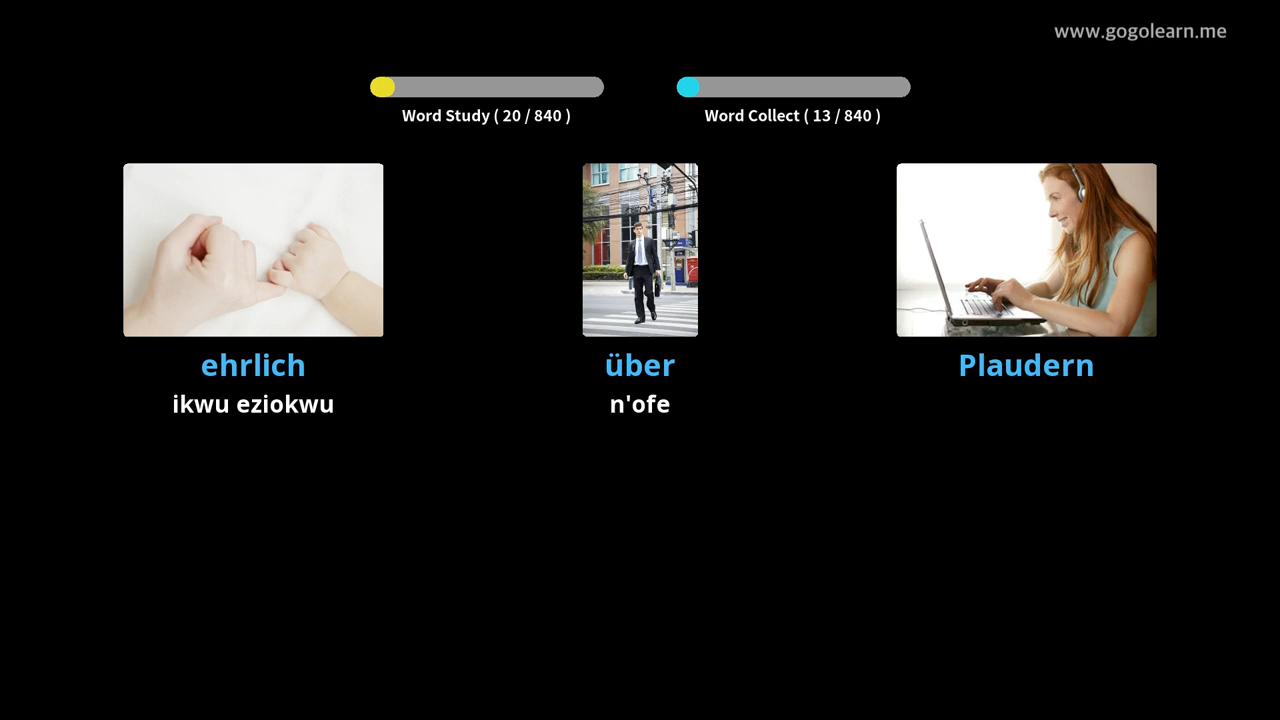 www.gogolearn.me
Word Study ( 20 / 840 )
Word Collect ( 13 / 840 )
ehrlich
ikwu eziokwu
über
n'ofe
Plaudern